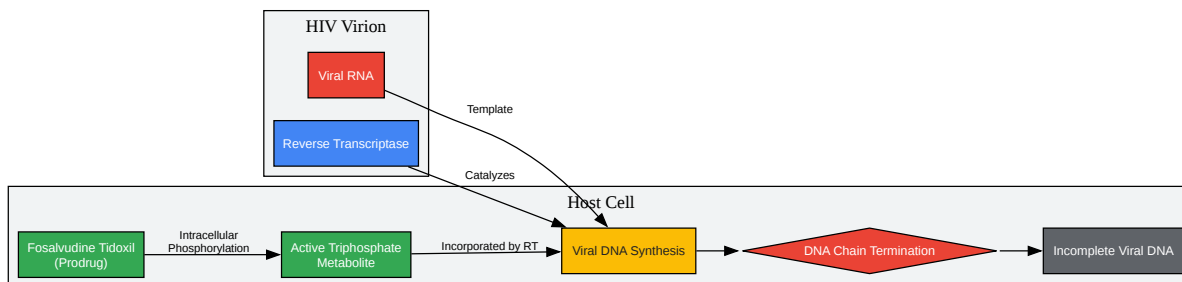 HIV Virion
Viral RNA
Template
Reverse Transcriptase
Catalyzes
Host Cell
Fosalvudine Tidoxil
(Prodrug)
Intracellular
Phosphorylation
Active Triphosphate
Metabolite
Incorporated by RT
Viral DNA Synthesis
DNA Chain Termination
Incomplete Viral DNA